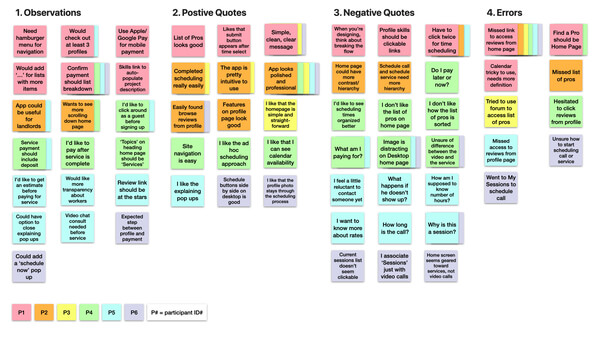 1. Observations
2. Postive Quotes
3. Negative Quotes
4. Errors
Need
hamburger
menu for
navigation
Would
check out
at least 3
profiles
Use Apple/
Google Pay
for mobile
payment
Would add
'...' for lists
with more
items
Confirm
payment
should list
breakdown
Skills link to
auto-
populate
project
description
App could
be useful
for
landlords
Wants to
see more
scrolling
down home
page
I'd like to
click around
as a guest
before
signing up
Service
payment
should
include
deposit
I'd like to
pay after
service is
complete
'Topics' on
heading
home page
should be
'Services'
I'd like to get
an estimate
before
paying for
service
Would like
more
transparency
about
workers
Review link
should be
at the stars
Could have
option to
close
explaining
pop ups
Video chat
consult
needed
before
service
Expected
step
between
profile and
payment
Could add
a 'schedule
now' pop
up
List of Pros
looks good
Likes that
submit
button
appears after
time select
Simple,
clean, clear
message
Completed
scheduling
really easily
The app is
pretty
intuitive to
use
App looks
polished
and
professional
Easily found
browse
reviews from
profile
Features
on profile
page look
good
I like that the
homepage is
simple and
straight-
forward
Site
navigation
is easy
I like the
ad hoc
scheduling
approach
I like that I
can see
calendar
availability
I like the
explaining
pop ups
Schedule
buttons side
by side on
desktop is
good
I like that the
profile photo
stays through
the scheduling
process
When you're
designing,
think about
breaking the
flow
Profile skills
should be
clickable
links
Have to
click twice
for time
scheduling
Home page
could have
more
contrast/
hierarchy
Schedule call
and schedule
service need
more
hierarchy
Do I pay
later or
now?
I'd like to see
scheduling
times
organized
better
I don't like
the list of
pros on
home page
I don't like
how the list
of pros is
sorted
What am I
paying for?
Image is
distracting
on Desktop
home page
Unsure of
difference
between the
video and the
service
I feel a little
reluctant to
contact
someone yet
What
happens if
he doesn't
show up?
How am I
supposed to
know
number of
hours?
I want to
know more
about rates
How long is
the call?
Why is this
a session?
Current
sessions list
doesn't
seem
clickable
I associate
'Sessions'
just with
video calls
Home screen
seems geared
toward
services, not
video calls
Missed link
to access
reviews from
home page
Find a Pro
should be
Home Page
Calendar
tricky to use,
needs more
definition
Missed list
of pros
Tried to use
forum to
access list
of pros
Hesitated
to click
reviews
from profile
Missed
access to
reviews from
profile page
Unsure how
to start
scheduling
call or
service
Went to My
Sessions to
schedule
call
P1
P2
P3
P4
P5
P6
P# = participant ID#